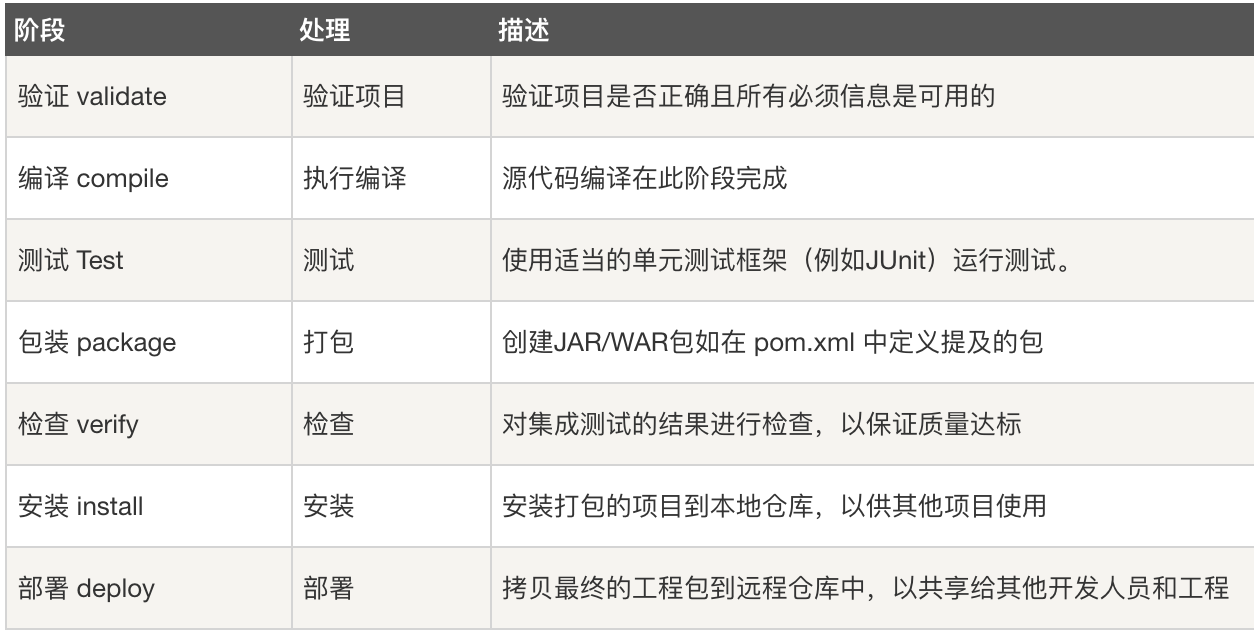 阶段 处理 描述
验证 validate 验证项目 验证项目是否正确且所有必须信息是可用的
编译 compile 执行编译 源代码编译在此阶段完成
测试 Test 测试 使用适当的单元测试框架（例如JUnit）运行测试。
包装 package 打包 创建JAR/WAR包如在 pom.xml 中定义提及的包
检查 verify 检查 对集成测试的结果进行检查，以保证质量达标
安装 install 安装 安装打包的项目到本地仓库，以供其他项目使用
部署 deploy 部署 拷贝最终的工程包到远程仓库中，以共享给其他开发人员和工程